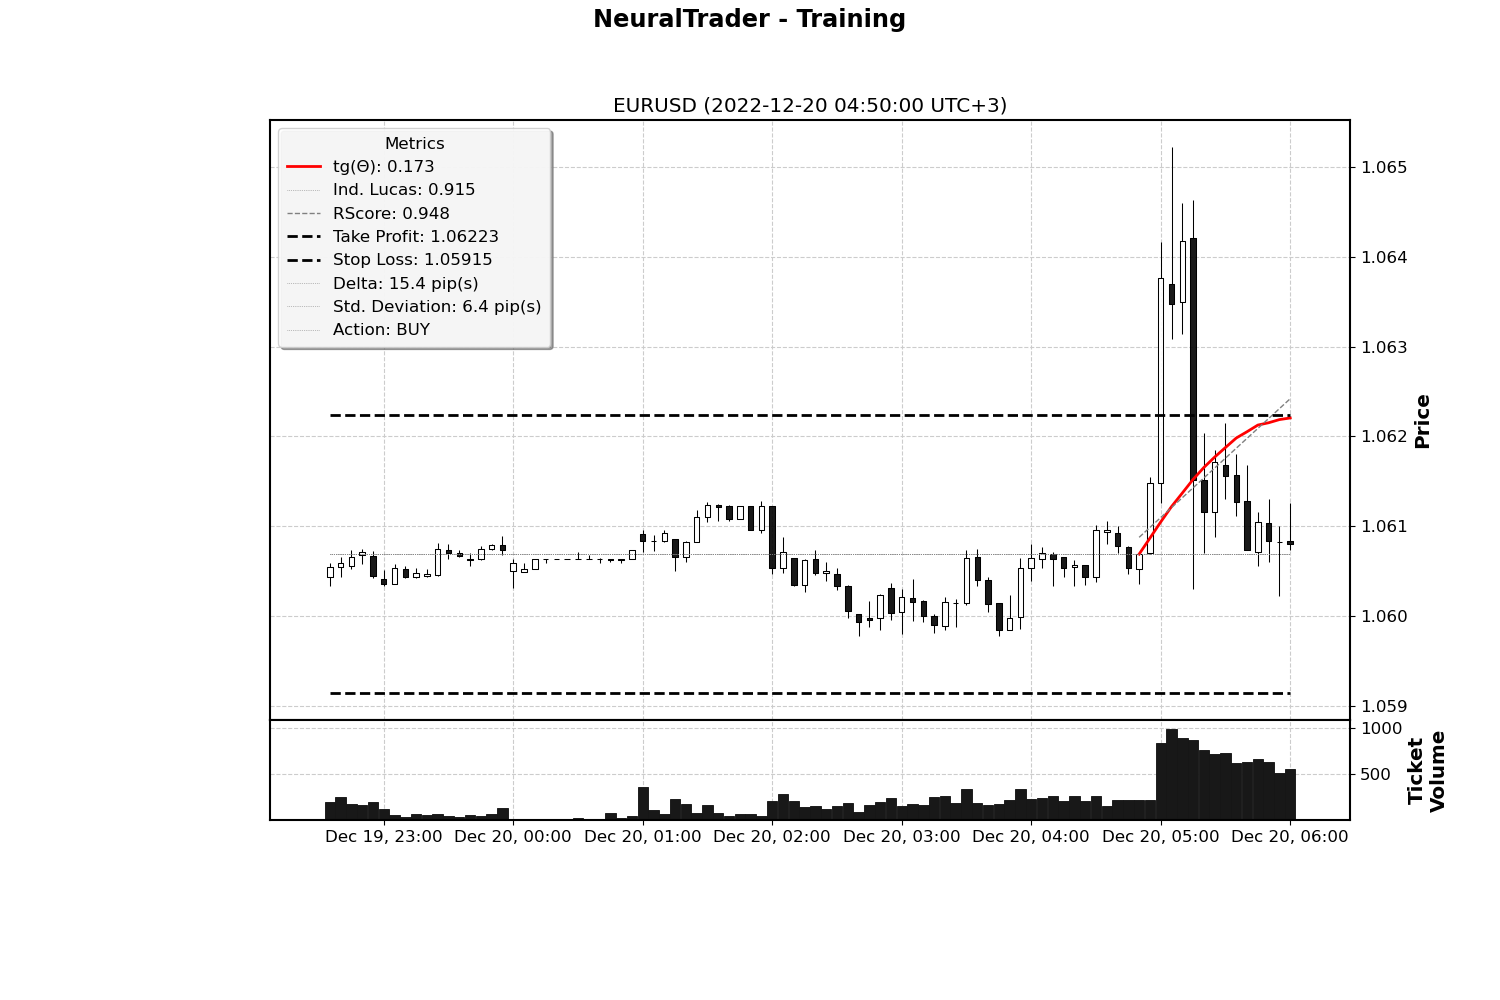 NeuralTrader - Training
EURUSD (2022-12-20 04:50:00 UTC+3)
Metrics
tg(Θ): 0.173
Ind. Lucas: 0.915
RScore: 0.948
Take Profit: 1.06223
Stop Loss: 1.05915
Delta: 15.4 pip(s)
Std. Deviation: 6.4 pip(s)
Action: BUY
1.065
1.064
1.063
1.062
1.061
1.060
1.059
Price
1000
500
Ticket
Volume
Dec 19, 23:00 Dec 20, 00:00 Dec 20, 01:00 Dec 20, 02:00 Dec 20, 03:00 Dec 20, 04:00 Dec 20, 05:00 Dec 20, 06:00